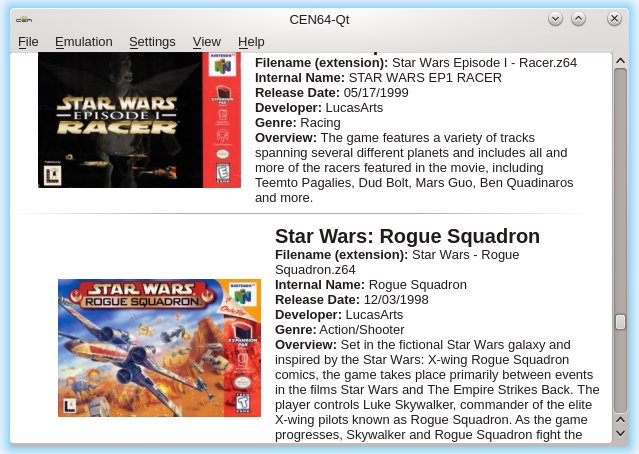 CEN64-Qt
File Emulation Settings View Help
STAR WARS
EPISODE I
RACER
NINTENDO 64
EXPANSION PAK
Filename (extension): Star Wars Episode I - Racer.z64
Internal Name: STAR WARS EP1 RACER
Release Date: 05/17/1999
Developer: LucasArts
Genre: Racing
Overview: The game features a variety of tracks
spanning several different planets and includes all and
more of the racers featured in the movie, including
Teemto Pagalies, Dud Bolt, Mars Guo, Ben Quadinaros
and more.
STAR WARS
ROGUE SQUADRON
NINTENDO 64
EXPANSION PAK
Star Wars: Rogue Squadron
Filename (extension): Star Wars - Rogue
Squadron.z64
Internal Name: Rogue Squadron
Release Date: 12/03/1998
Developer: LucasArts
Genre: Action/Shooter
Overview: Set in the fictional Star Wars galaxy and
inspired by the Star Wars: X-wing Rogue Squadron
comics, the game takes place primarily between events
in the films Star Wars and The Empire Strikes Back. The
player controls Luke Skywalker, commander of the elite
X-wing pilots known as Rogue Squadron. As the game
progresses, Skywalker and Rogue Squadron fight the